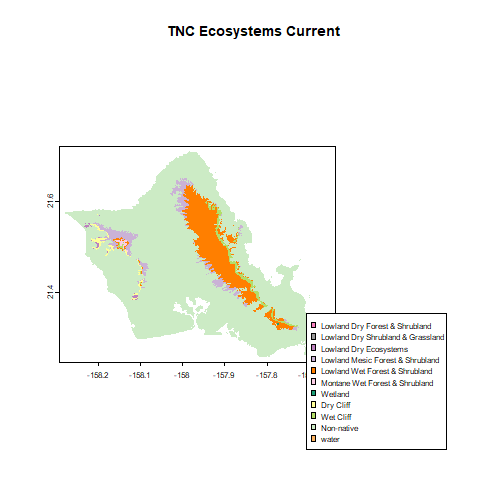 TNC Ecosystems Current
21.6
21.4
-158.2 -158.1 -158 -157.9 -157.8
Lowland Dry Forest & Shrubland
Lowland Dry Shrubland & Grassland
Lowland Dry Ecosystems
Lowland Mesic Forest & Shrubland
Lowland Wet Forest & Shrubland
Montane Wet Forest & Shrubland
Wetland
Dry Cliff
Wet Cliff
Non-native
water